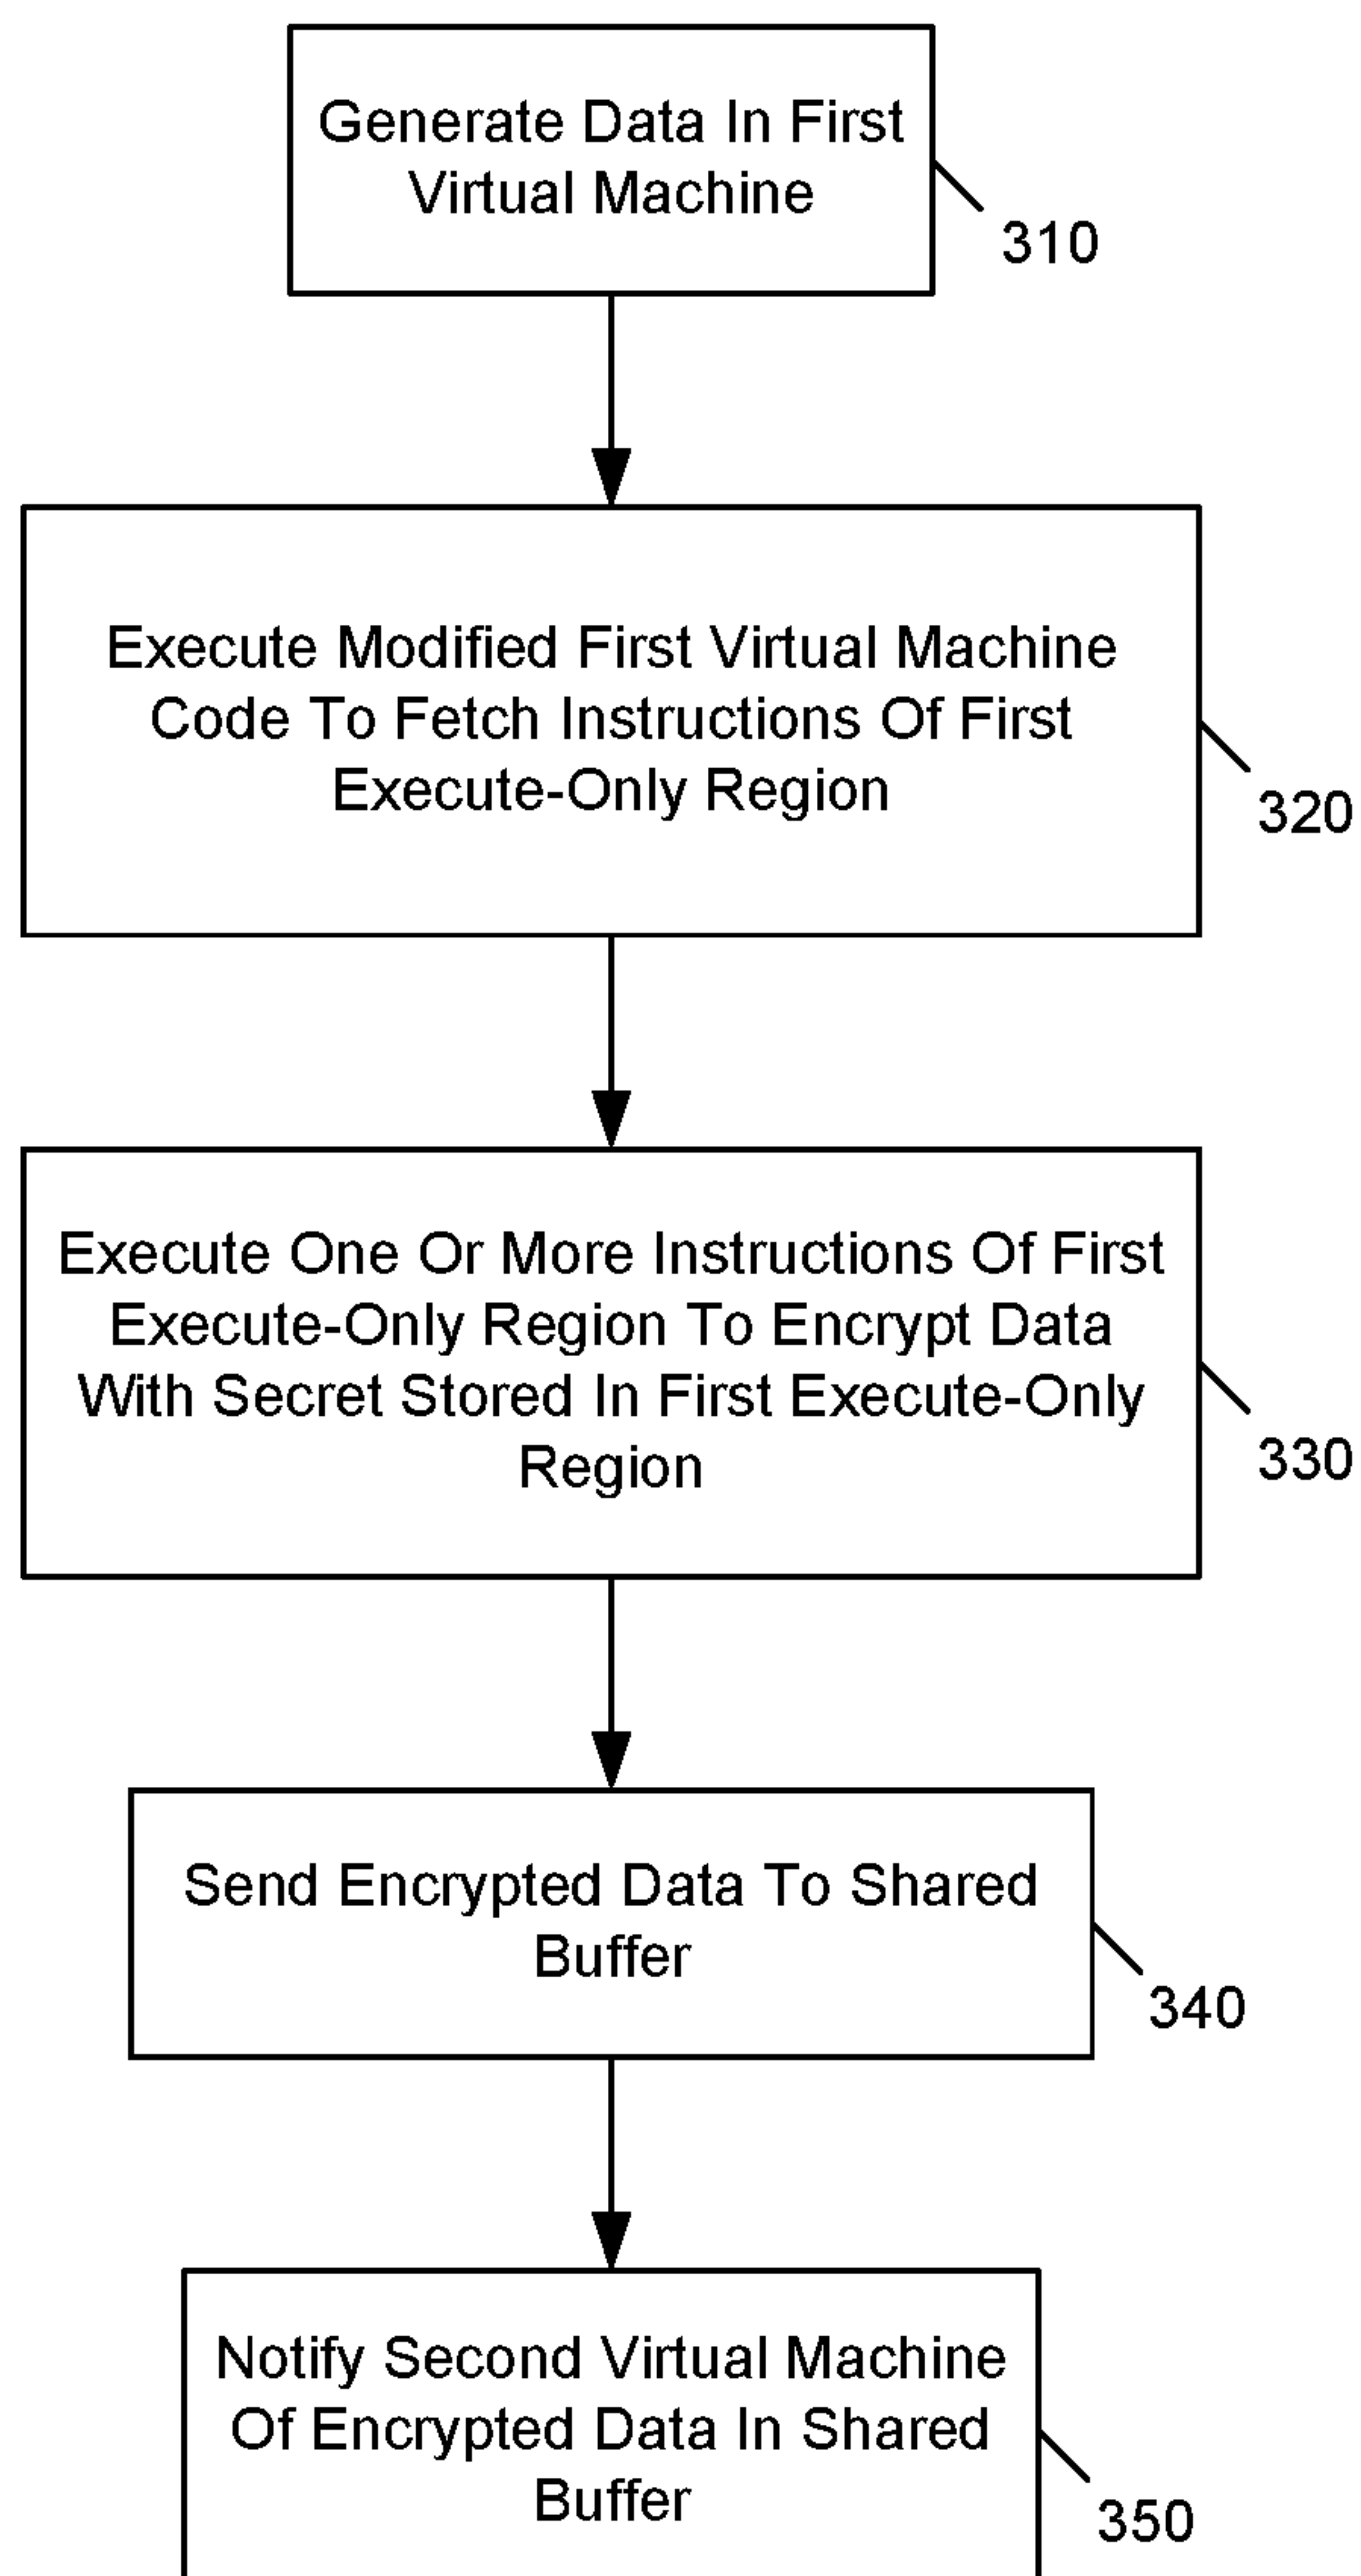 Generate Data In First
Virtual Machine
310
Execute Modified First Virtual Machine
Code To Fetch Instructions Of First
Execute-Only Region
320
Execute One Or More Instructions Of First
Execute-Only Region To Encrypt Data
With Secret Stored In First Execute-Only
Region
330
Send Encrypted Data To Shared
Buffer
340
Notify Second Virtual Machine
Of Encrypted Data In Shared
Buffer
350